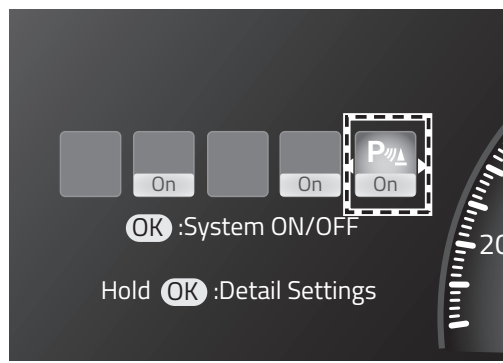 P
On On On
OK :System ON/OFF
20
Hold OK :Detail Settings